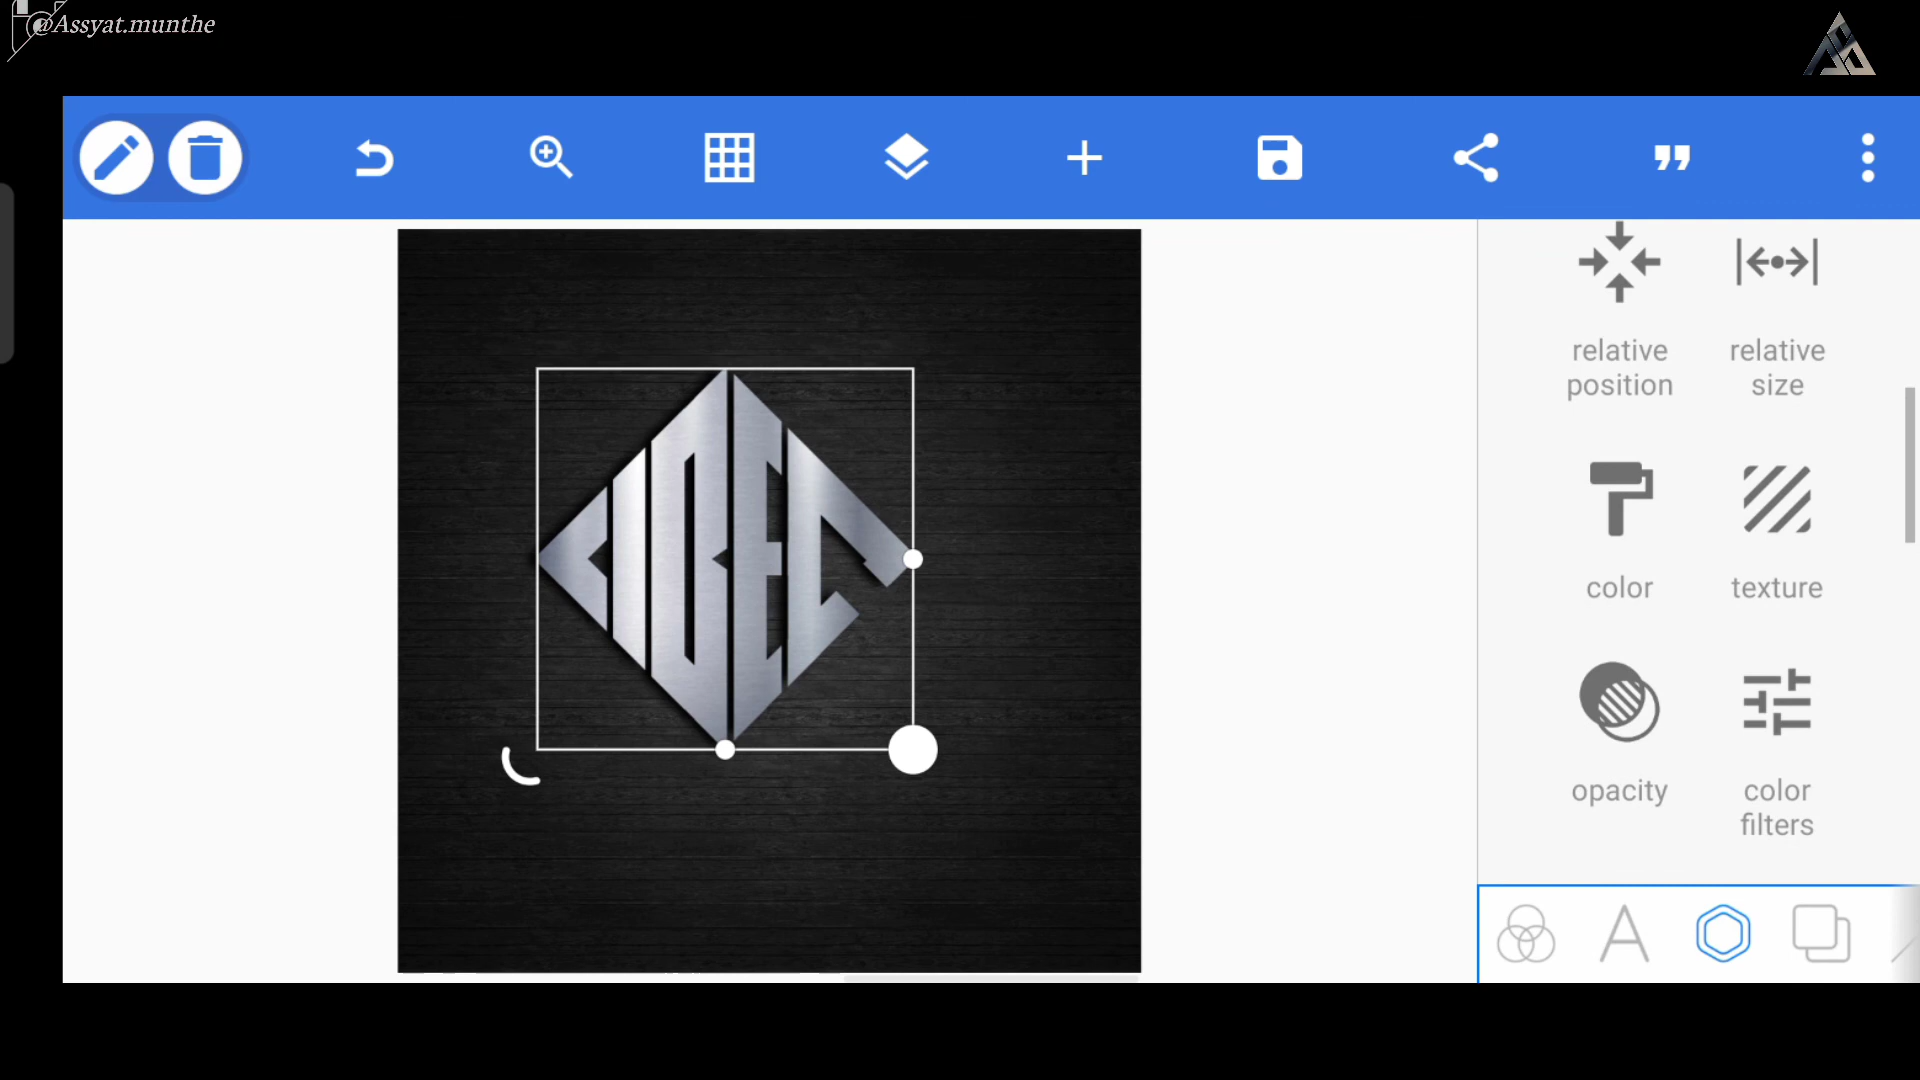 @Assyat.munthe
relative position
relative size
color
texture
opacity
color filters